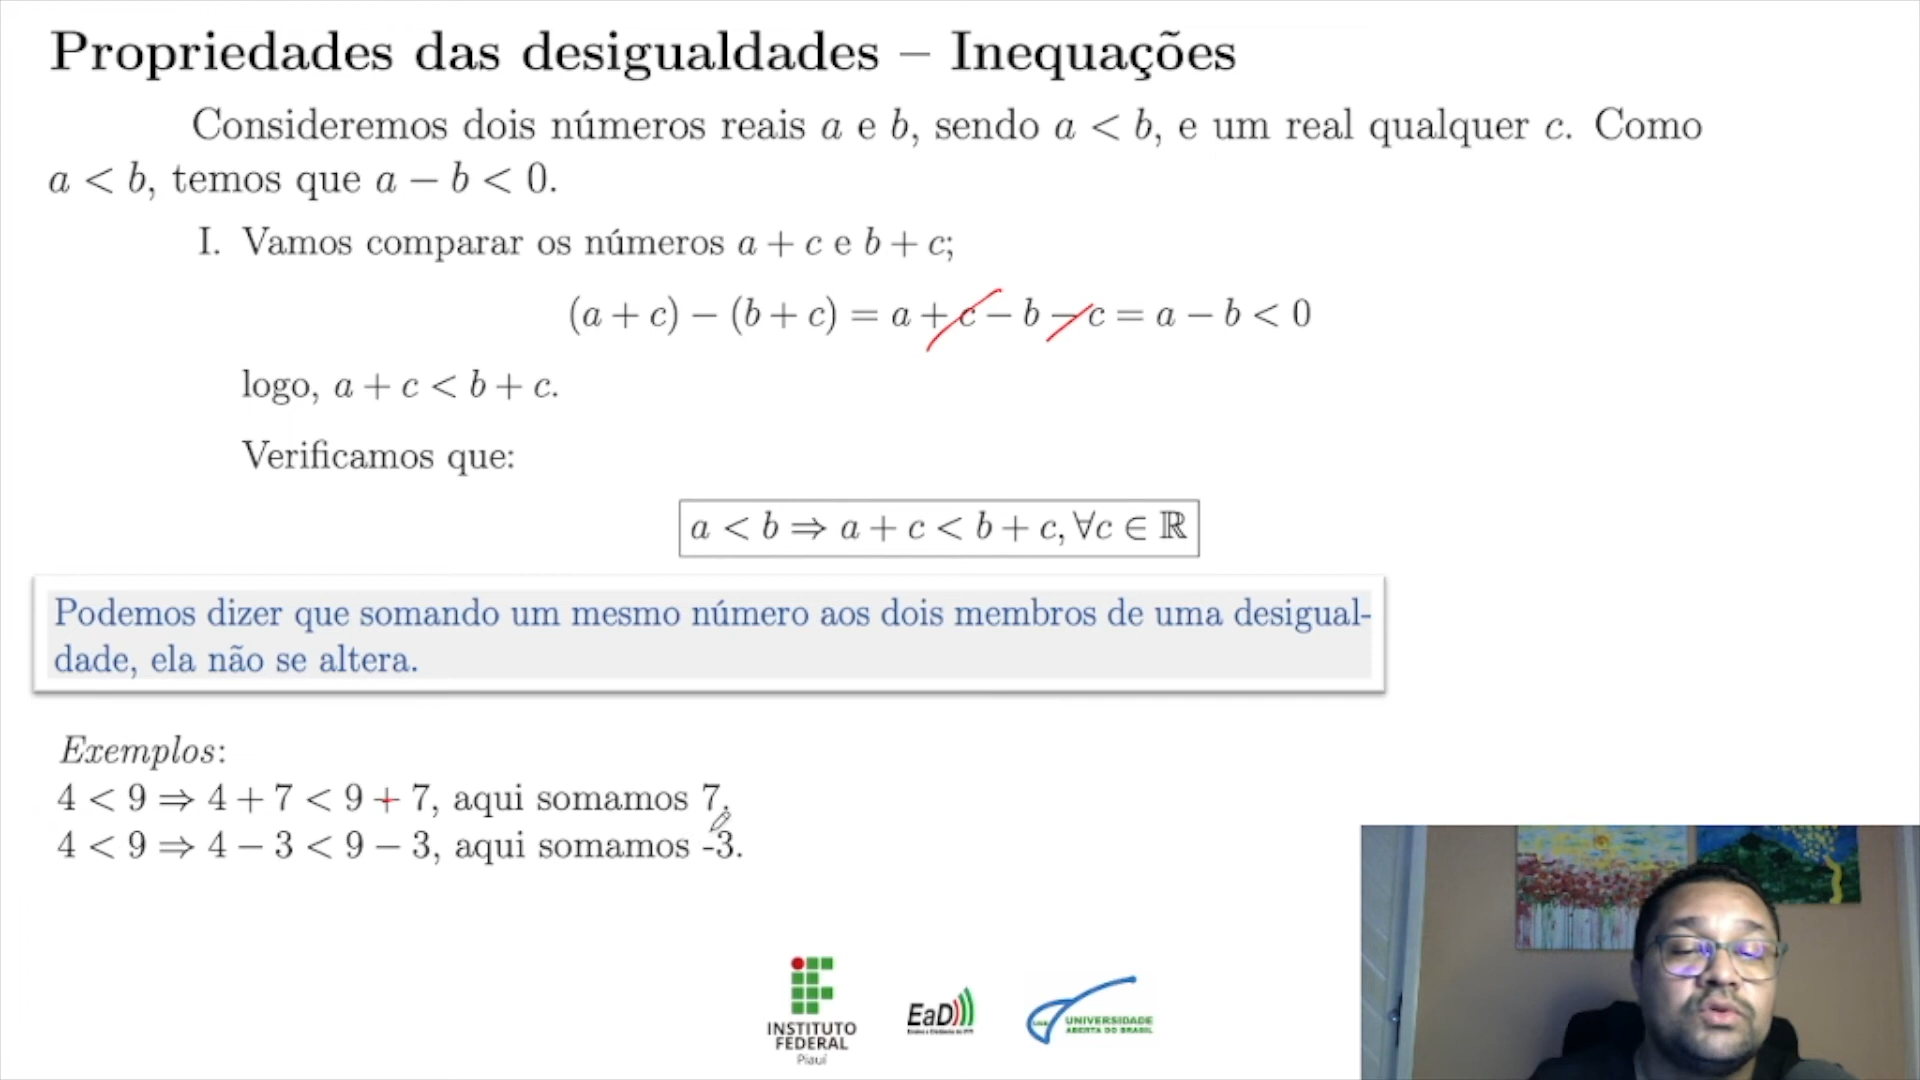 Propriedades das desigualdades – Inequações
Consideremos dois números reais a e b, sendo a < b, e um real qualquer c. Como
a < b, temos que a − b < 0.
I. Vamos comparar os números a + c e b + c;
(a + c) − (b + c) = a + c − b − c = a − b < 0
logo, a + c < b + c.
Verificamos que:
a < b ⇒ a + c < b + c, ∀c ∈ ℝ
Podemos dizer que somando um mesmo número aos dois membros de uma desigual-
dade, ela não se altera.
Exemplos:
4 < 9 ⇒ 4 + 7 < 9 + 7, aqui somamos 7.
4 < 9 ⇒ 4 − 3 < 9 − 3, aqui somamos -3.
INSTITUTO
FEDERAL
Piauí
EaD
UNIVERSIDADE
ABERTA DO BRASIL